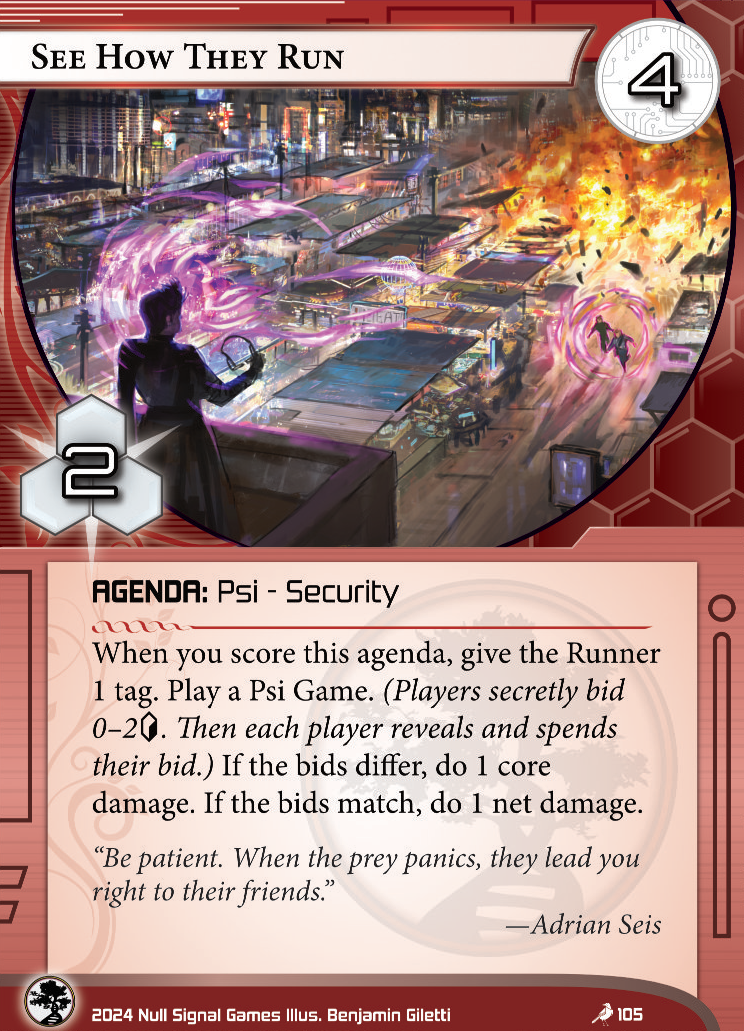 See How They Run
4
MEAT
2
AGENDA: Psi - Security
When you score this agenda, give the Runner
1 tag. Play a Psi Game. (Players secretly bid
0–2. Then each player reveals and spends
their bid.) If the bids differ, do 1 core
damage. If the bids match, do 1 net damage.
“Be patient. When the prey panics, they lead you
right to their friends.”
—Adrian Seis
2024 Null Signal Games Illus. Benjamin Giletti
105